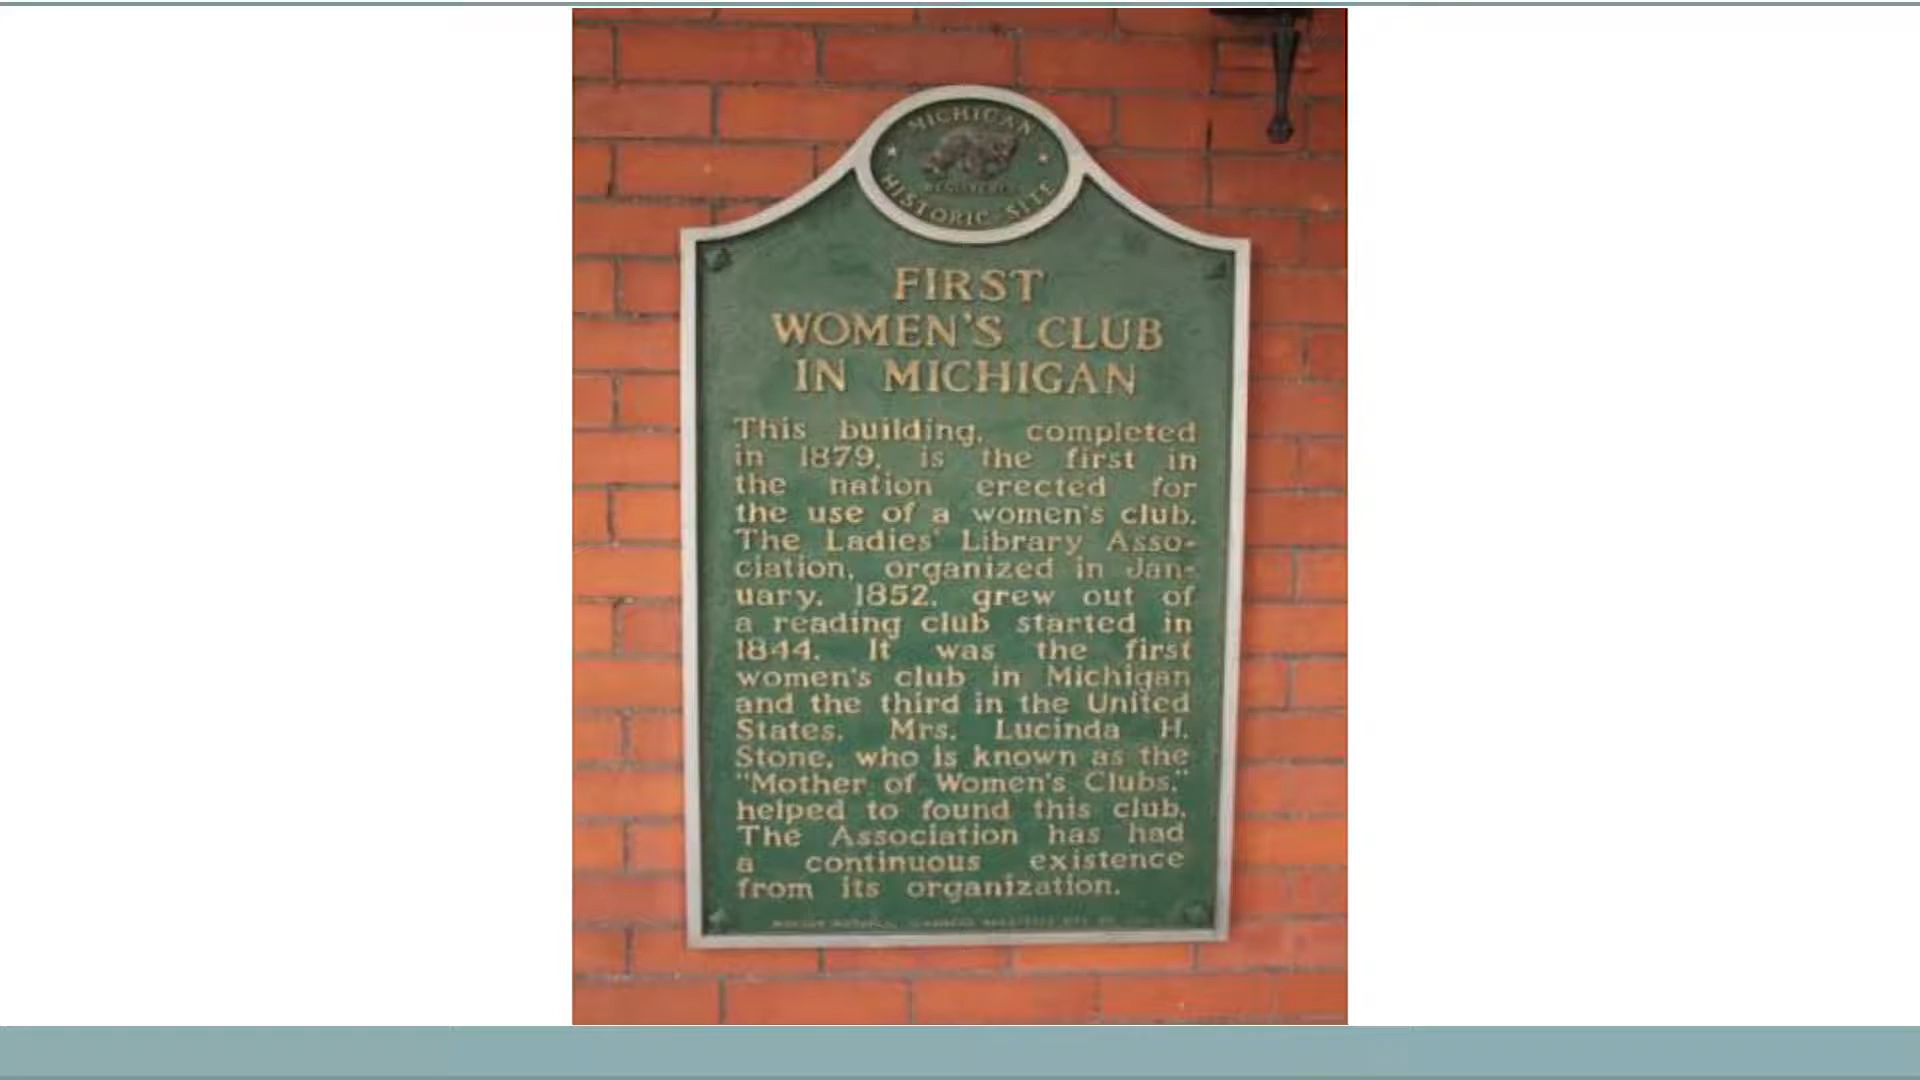 MICHIGAN
REGISTERED
HISTORIC SITE
FIRST
WOMEN'S CLUB
IN MICHIGAN
This building, completed
in 1879, is the first in
the nation erected for
the use of a women's club.
The Ladies' Library Asso-
ciation, organized in Jan-
uary, 1852, grew out of
a reading club started in
1844. It was the first
women's club in Michigan
and the third in the United
States. Mrs. Lucinda H.
Stone, who is known as the
"Mother of Women's Clubs,"
helped to found this club.
The Association has had
a continuous existence
from its organization.